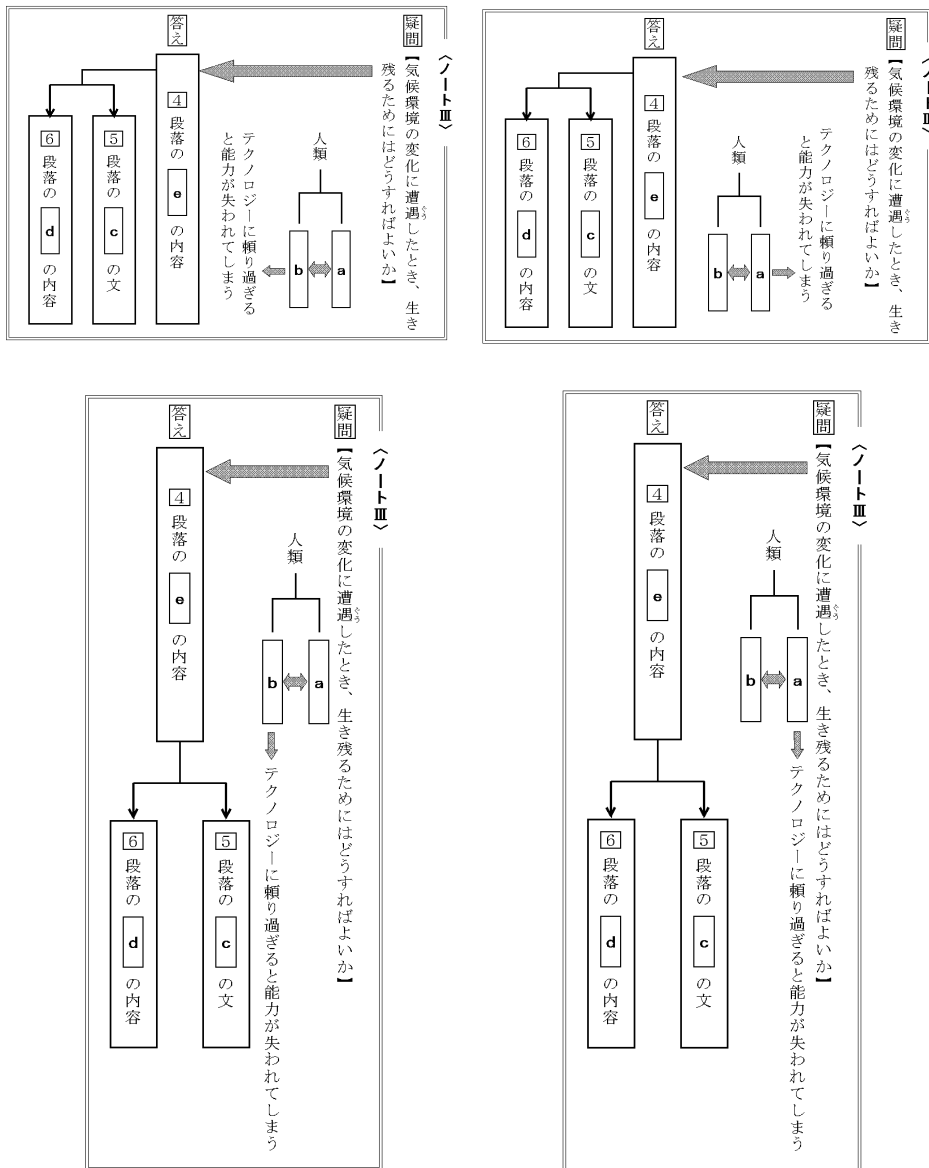 〈ノートⅢ〉
疑問
【気候環境の変化に遭遇したとき、生き
残るためにはどうすればよいか】
ぐう
人類
a
b
テクノロジーに頼り過ぎる
と能力が失われてしまう
答え
4 段落の e の内容
5 段落の c の文
6 段落の d の内容
〈ノートⅢ〉
疑問
【気候環境の変化に遭遇したとき、生き
残るためにはどうすればよいか】
ぐう
テクノロジーに頼り過ぎる
と能力が失われてしまう
人類
a
b
答え
4 段落の e の内容
5 段落の c の文
6 段落の d の内容
〈ノートⅢ〉
疑問
【気候環境の変化に遭遇したとき、生き残るためにはどうすればよいか】
ぐう
人類
a
b
テクノロジーに頼り過ぎると能力が失われてしまう
答え
4 段落の e の内容
5 段落の c の文
6 段落の d の内容
〈ノートⅢ〉
疑問
【気候環境の変化に遭遇したとき、生き残るためにはどうすればよいか】
ぐう
人類
a
b
テクノロジーに頼り過ぎると能力が失われてしまう
答え
4 段落の e の内容
5 段落の c の文
6 段落の d の内容